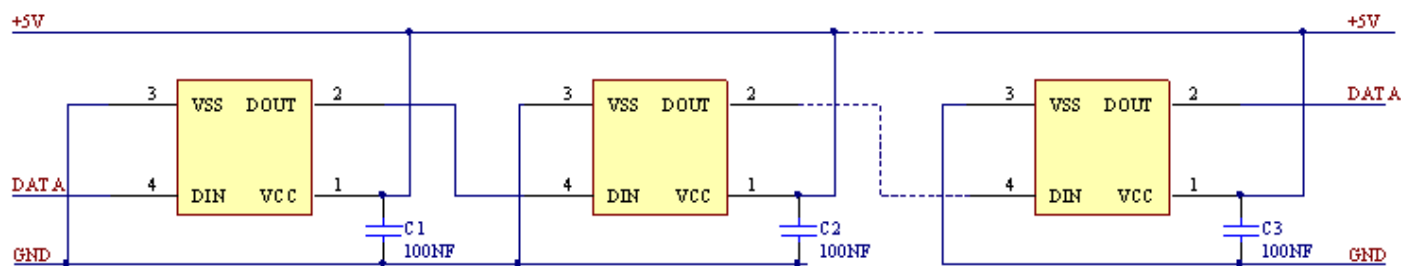 +5V +5V
3 VSS DOUT 2 3 VSS DOUT 2 3 VSS DOUT 2 DATA
DATA 4 DIN VCC 1 4 DIN VCC 1 4 DIN VCC 1
C1 C2 C3
GND 100NF 100NF 100NF GND